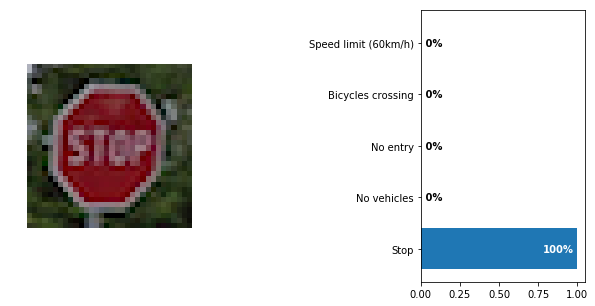 STOP
Speed limit (60km/h)
0%
Bicycles crossing
0%
No entry
0%
No vehicles
0%
Stop
100%
0.00 0.25 0.50 0.75 1.00